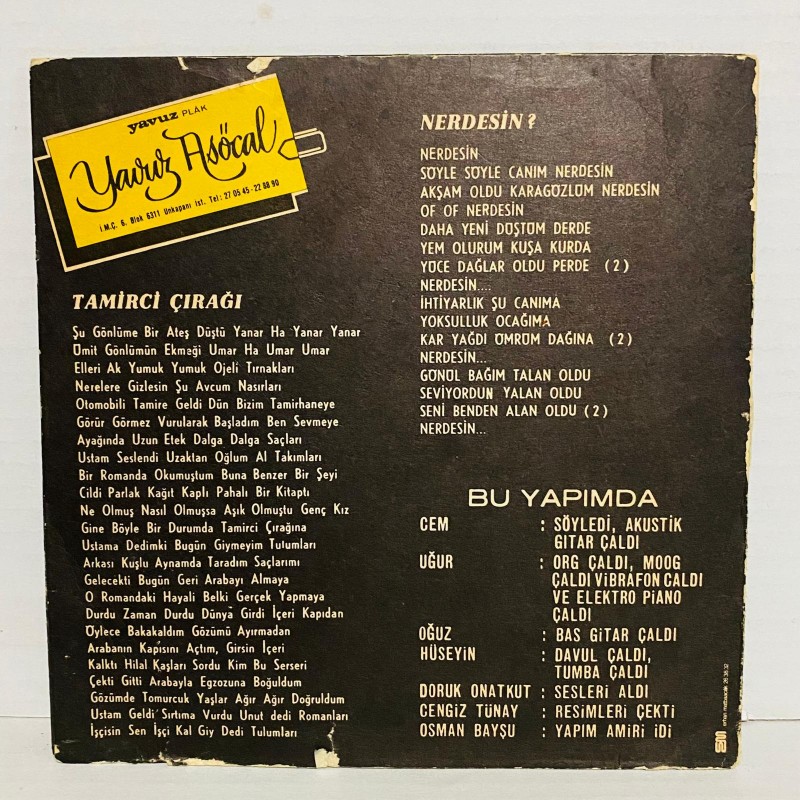 yavuz PLAK
Yavuz Asöcal
İ.M.Ç. 6. Blok 6311 Unkapanı İst. Tel: 27 05 45 - 22 88 90
TAMİRCİ ÇIRAĞI
Şu Gönlüme Bir Ateş Düştü Yanar Ha Yanar Yanar
Ümit Gönlümün Ekmeği Umar Ha Umar Umar
Elleri Ak Yumuk Yumuk Ojeli Tırnakları
Nerelere Gizlesin Şu Avcum Nasırları
Otomobili Tamire Geldi Dün Bizim Tamirhaneye
Görür Görmez Vurularak Başladım Ben Sevmeye
Ayağında Uzun Etek Dalga Dalga Saçları
Ustam Seslendi Uzaktan Oğlum Al Takımları
Bir Romanda Okumuştum Buna Benzer Bir Şeyi
Cildi Parlak Kağıt Kaplı Pahalı Bir Kitaptı
Ne Olmuş Nasıl Olmuşsa Aşık Olmuştu Genç Kız
Gine Böyle Bir Durumda Tamirci Çırağına
Ustama Dedimki Bugün Giymeyim Tulumları
Arkası Kuşlu Aynamda Taradım Saçlarımı
Gelecekti Bugün Geri Arabayı Almaya
O Romandaki Hayali Belki Gerçek Yapmaya
Durdu Zaman Durdu Dünya Girdi İçeri Kapıdan
Öylece Bakakaldım Gözümü Ayırmadan
Arabanın Kapısını Açtım, Girsin İçeri
Kalktı Hilal Kaşları Sordu Kim Bu Serseri
Çekti Gitti Arabayla Egzozuna Boğuldum
Gözümde Tomurcuk Yaşlar Ağır Ağır Doğruldum
Ustam Geldi Sırtıma Vurdu Unut dedi Romanları
İşçisin Sen İşçi Kal Giy Dedi Tulumları
NERDESİN ?
NERDESİN
SÖYLE SÖYLE CANIM NERDESİN
AKŞAM OLDU KARAGÖZLÜM NERDESİN
OF OF NERDESİN
DAHA YENİ DÜŞTÜM DERDE
YEM OLURUM KUŞA KURDA
YÜCE DAĞLAR OLDU PERDE (2)
NERDESİN....
İHTİYARLIK ŞU CANIMA
YOKSULLUK OCAĞIMA
KAR YAĞDI ÖMRÜM DAĞINA (2)
NERDESİN...
GÖNÜL BAĞIM TALAN OLDU
SEVİYORDUN YALAN OLDU
SENİ BENDEN ALAN OLDU (2)
NERDESİN...
BU YAPIMDA
CEM : SÖYLEDİ, AKUSTİK
GITAR ÇALDI
UĞUR : ORG ÇALDI, MOOG
ÇALDI VİBRAFON CALDI
VE ELEKTRO PİANO
ÇALDI
OĞUZ : BAS GİTAR ÇALDI
HÜSEYİN : DAVUL ÇALDI,
TUMBA ÇALDI
DORUK ONATKUT : SESLERİ ALDI
CENGİZ TÜNAY : RESİMLERİ ÇEKTİ
OSMAN BAYŞU : YAPIM AMİRİ İDİ